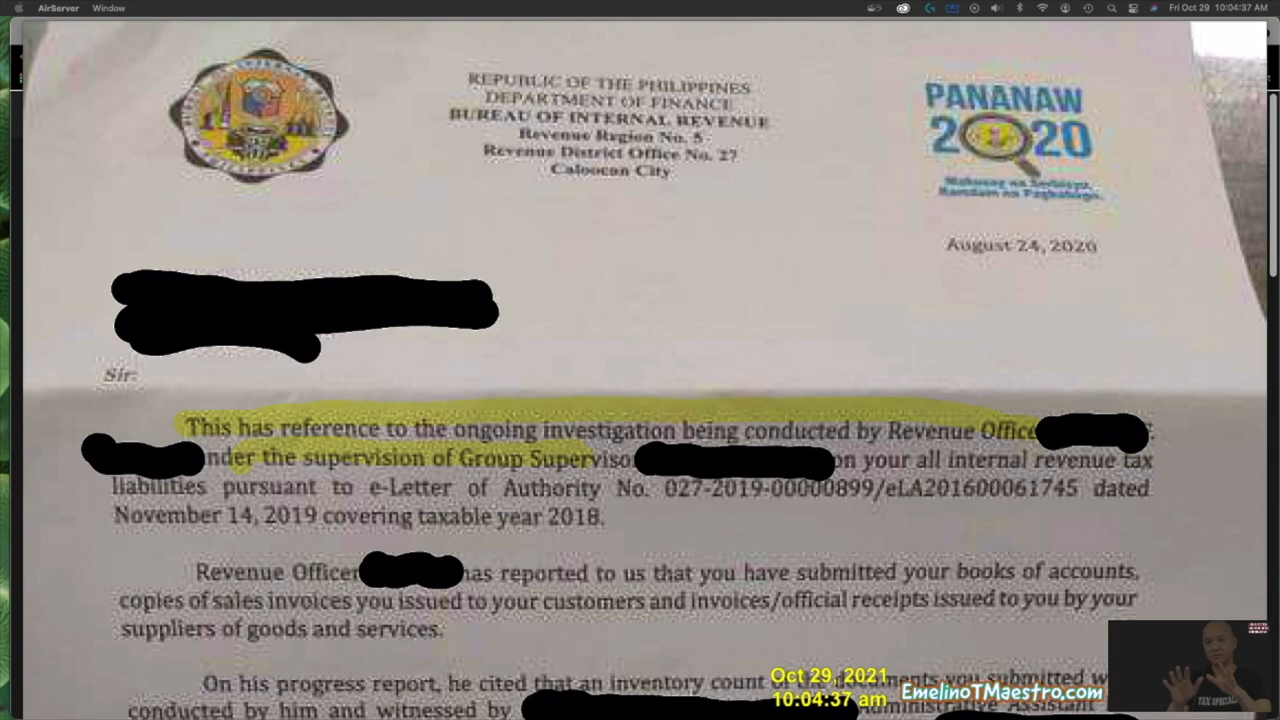 AirServer Window Fri Oct 29 10:04:37 AM
REPUBLIC OF THE PHILIPPINES
DEPARTMENT OF FINANCE
BUREAU OF INTERNAL REVENUE
Revenue Region No. 5
Revenue District Office No. 27
Caloocan City
PANANAW
2020
August 24, 2020
Sir:
This has reference to the ongoing investigation being conducted by Revenue Office
nder the supervision of Group Superviso on your all internal revenue tax
liabilities pursuant to e-Letter of Authority No. 027-2019-00000899/eLA201600061745 dated
November 14, 2019 covering taxable year 2018.
Revenue Officer has reported to us that you have submitted your books of accounts,
copies of sales invoices you issued to your customers and invoices/official receipts issued to you by your
suppliers of goods and services.
On his progress report, he cited that an inventory count you submitted
conducted by him and witnessed by Assistant
Oct 29, 2021
10:04:37 am
EmelinoTMaestro.com